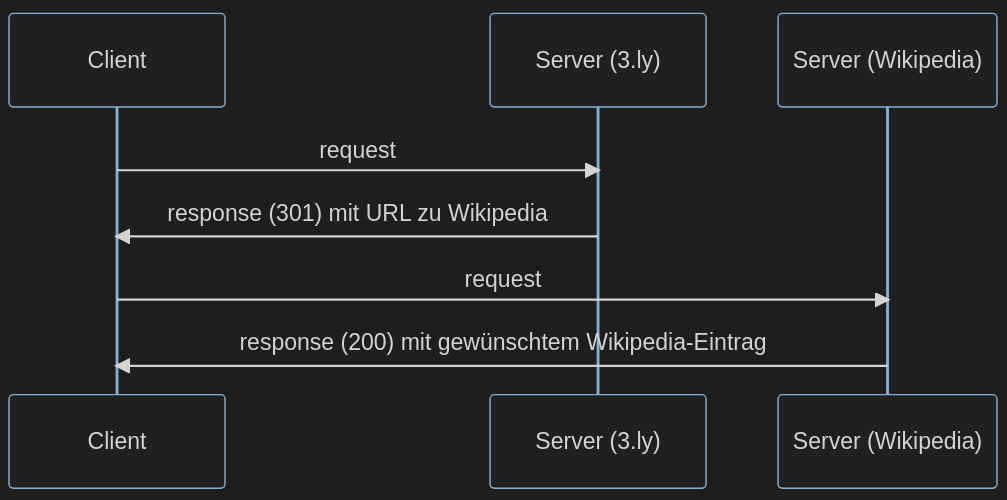 Client
Server (3.ly)
Server (Wikipedia)
request
response (301) mit URL zu Wikipedia
request
response (200) mit gewünschtem Wikipedia-Eintrag
Client
Server (3.ly)
Server (Wikipedia)